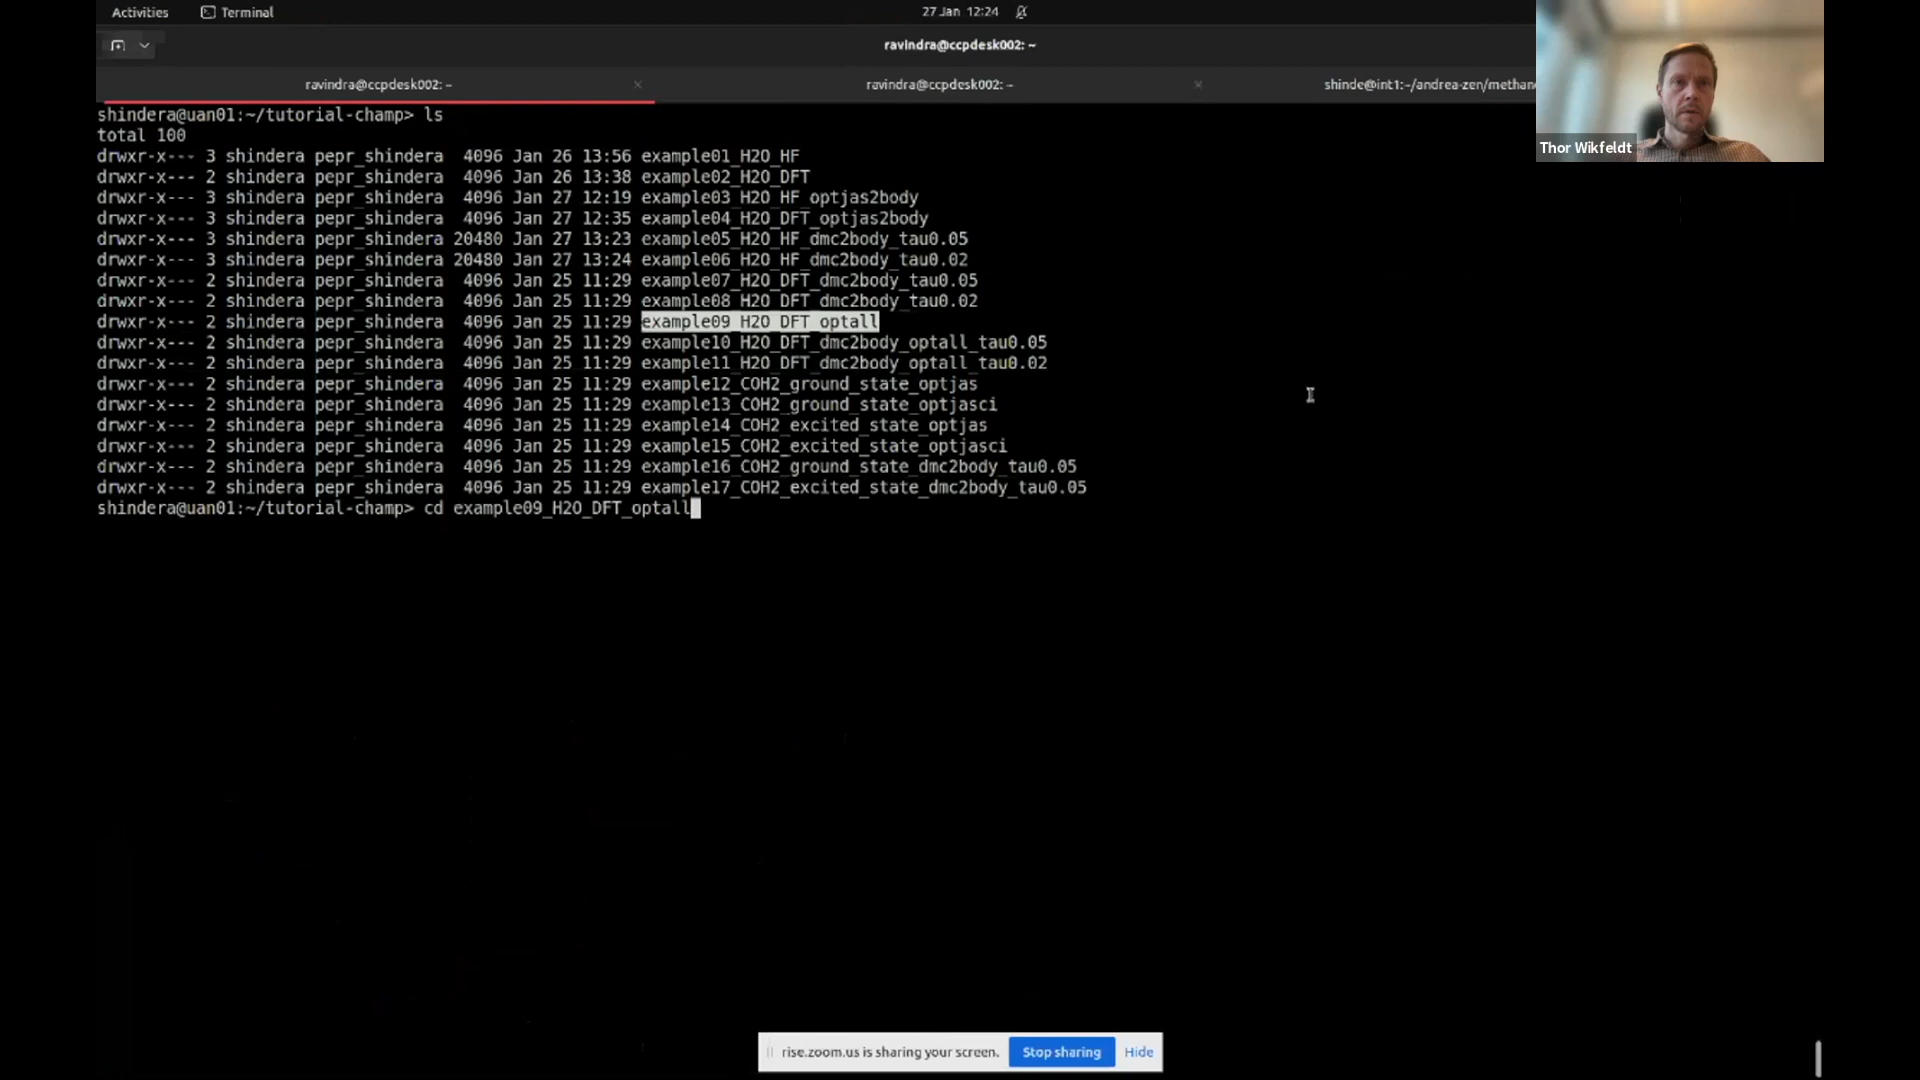 Activities Terminal 27 Jan 12:24
ravindra@ccpdesk002: ~
ravindra@ccpdesk002: ~ × ravindra@ccpdesk002: ~ × shinde@int1:~/andrea-zen/methan
Thor Wikfeldt
shindera@uan01:~/tutorial-champ> ls
total 100
drwxr-x--- 3 shindera pepr_shindera 4096 Jan 26 13:56 example01_H2O_HF
drwxr-x--- 2 shindera pepr_shindera 4096 Jan 26 13:38 example02_H2O_DFT
drwxr-x--- 3 shindera pepr_shindera 4096 Jan 27 12:19 example03_H2O_HF_optjas2body
drwxr-x--- 3 shindera pepr_shindera 4096 Jan 27 12:35 example04_H2O_DFT_optjas2body
drwxr-x--- 3 shindera pepr_shindera 20480 Jan 27 13:23 example05_H2O_HF_dmc2body_tau0.05
drwxr-x--- 3 shindera pepr_shindera 20480 Jan 27 13:24 example06_H2O_HF_dmc2body_tau0.02
drwxr-x--- 2 shindera pepr_shindera 4096 Jan 25 11:29 example07_H2O_DFT_dmc2body_tau0.05
drwxr-x--- 2 shindera pepr_shindera 4096 Jan 25 11:29 example08_H2O_DFT_dmc2body_tau0.02
drwxr-x--- 2 shindera pepr_shindera 4096 Jan 25 11:29 example09_H2O_DFT_optall
drwxr-x--- 2 shindera pepr_shindera 4096 Jan 25 11:29 example10_H2O_DFT_dmc2body_optall_tau0.05
drwxr-x--- 2 shindera pepr_shindera 4096 Jan 25 11:29 example11_H2O_DFT_dmc2body_optall_tau0.02
drwxr-x--- 2 shindera pepr_shindera 4096 Jan 25 11:29 example12_COH2_ground_state_optjas
drwxr-x--- 2 shindera pepr_shindera 4096 Jan 25 11:29 example13_COH2_ground_state_optjasci
drwxr-x--- 2 shindera pepr_shindera 4096 Jan 25 11:29 example14_COH2_excited_state_optjas
drwxr-x--- 2 shindera pepr_shindera 4096 Jan 25 11:29 example15_COH2_excited_state_optjasci
drwxr-x--- 2 shindera pepr_shindera 4096 Jan 25 11:29 example16_COH2_ground_state_dmc2body_tau0.05
drwxr-x--- 2 shindera pepr_shindera 4096 Jan 25 11:29 example17_COH2_excited_state_dmc2body_tau0.05
shindera@uan01:~/tutorial-champ> cd example09_H2O_DFT_optall
rise.zoom.us is sharing your screen. Stop sharing Hide